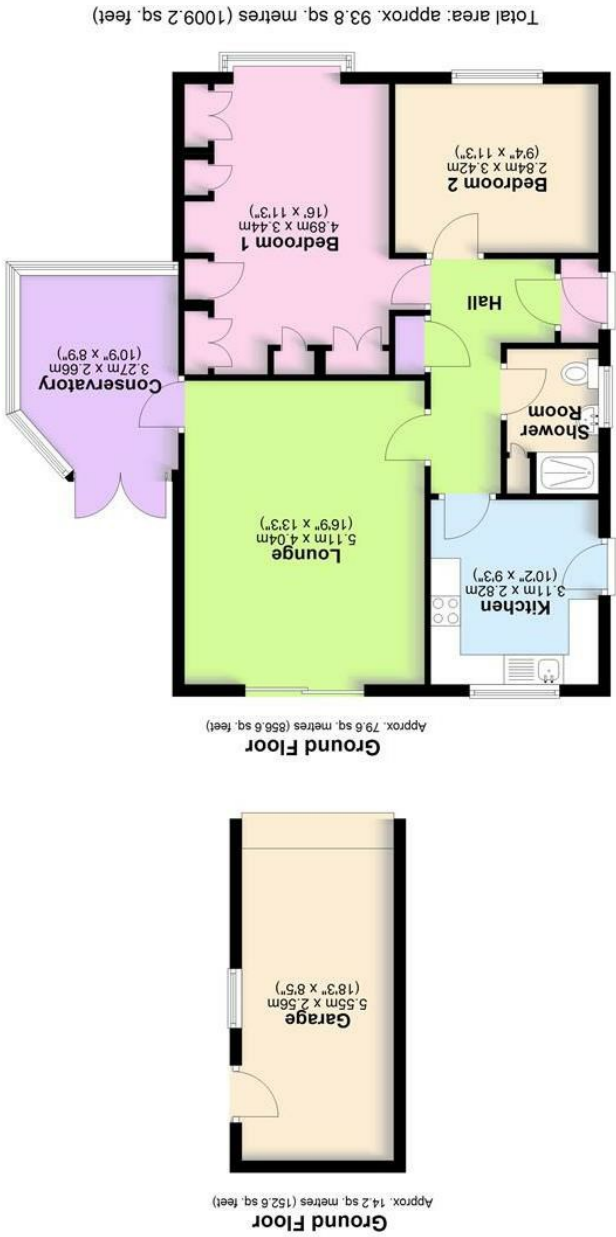 Ground Floor
Approx. 14.2 sq. metres (152.6 sq. feet)
Garage
5.55m x 2.56m
(18'3" x 8'5")
Ground Floor
Approx. 79.6 sq. metres (856.6 sq. feet)
Kitchen
3.11m x 2.82m
(10'2" x 9'3")
Lounge
5.11m x 4.04m
(16'9" x 13'3")
Shower
Room
Conservatory
3.27m x 2.66m
(10'9" x 8'9")
Hall
Bedroom 1
4.89m x 3.44m
(16' x 11'3")
Bedroom 2
2.84m x 3.42m
(9'4" x 11'3")
Total area: approx. 93.8 sq. metres (1009.2 sq. feet)